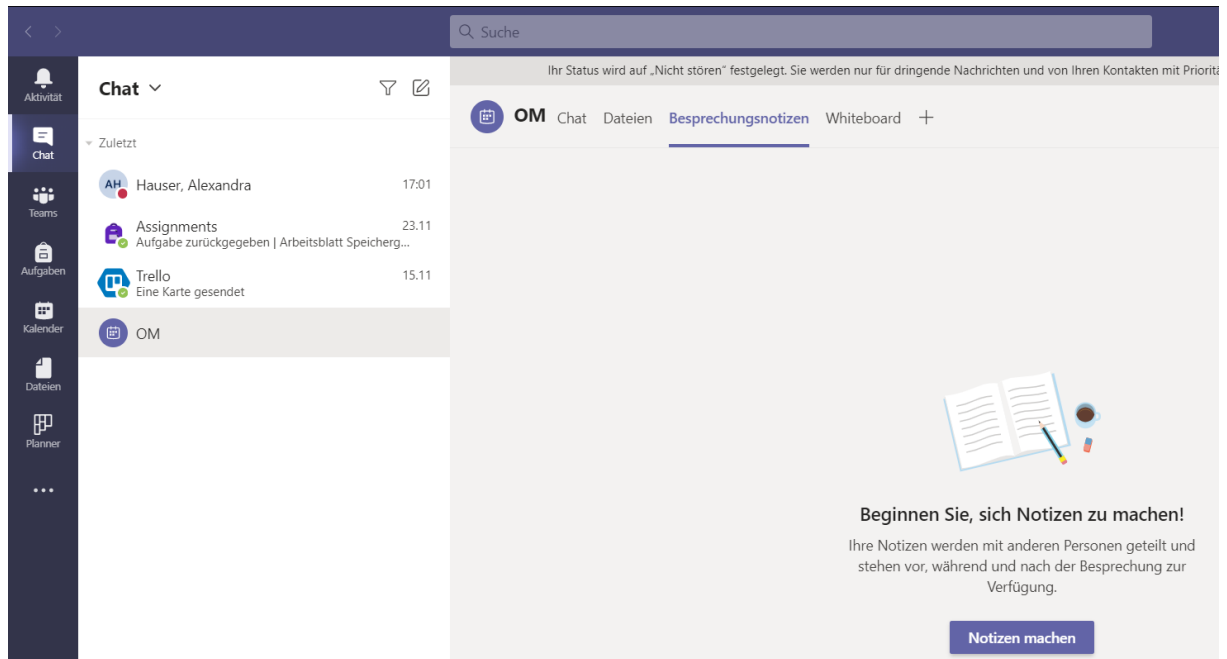 Suche
Aktivität
Chat
Teams
Aufgaben
Kalender
Dateien
Planner
Chat
Zuletzt
AH Hauser, Alexandra 17:01
Assignments 23.11
Aufgabe zurückgegeben | Arbeitsblatt Speicherg...
Trello 15.11
Eine Karte gesendet
OM
Ihr Status wird auf „Nicht stören“ festgelegt. Sie werden nur für dringende Nachrichten und von Ihren Kontakten mit Priorität
OM Chat Dateien Besprechungsnotizen Whiteboard
Beginnen Sie, sich Notizen zu machen!
Ihre Notizen werden mit anderen Personen geteilt und
stehen vor, während und nach der Besprechung zur
Verfügung.
Notizen machen